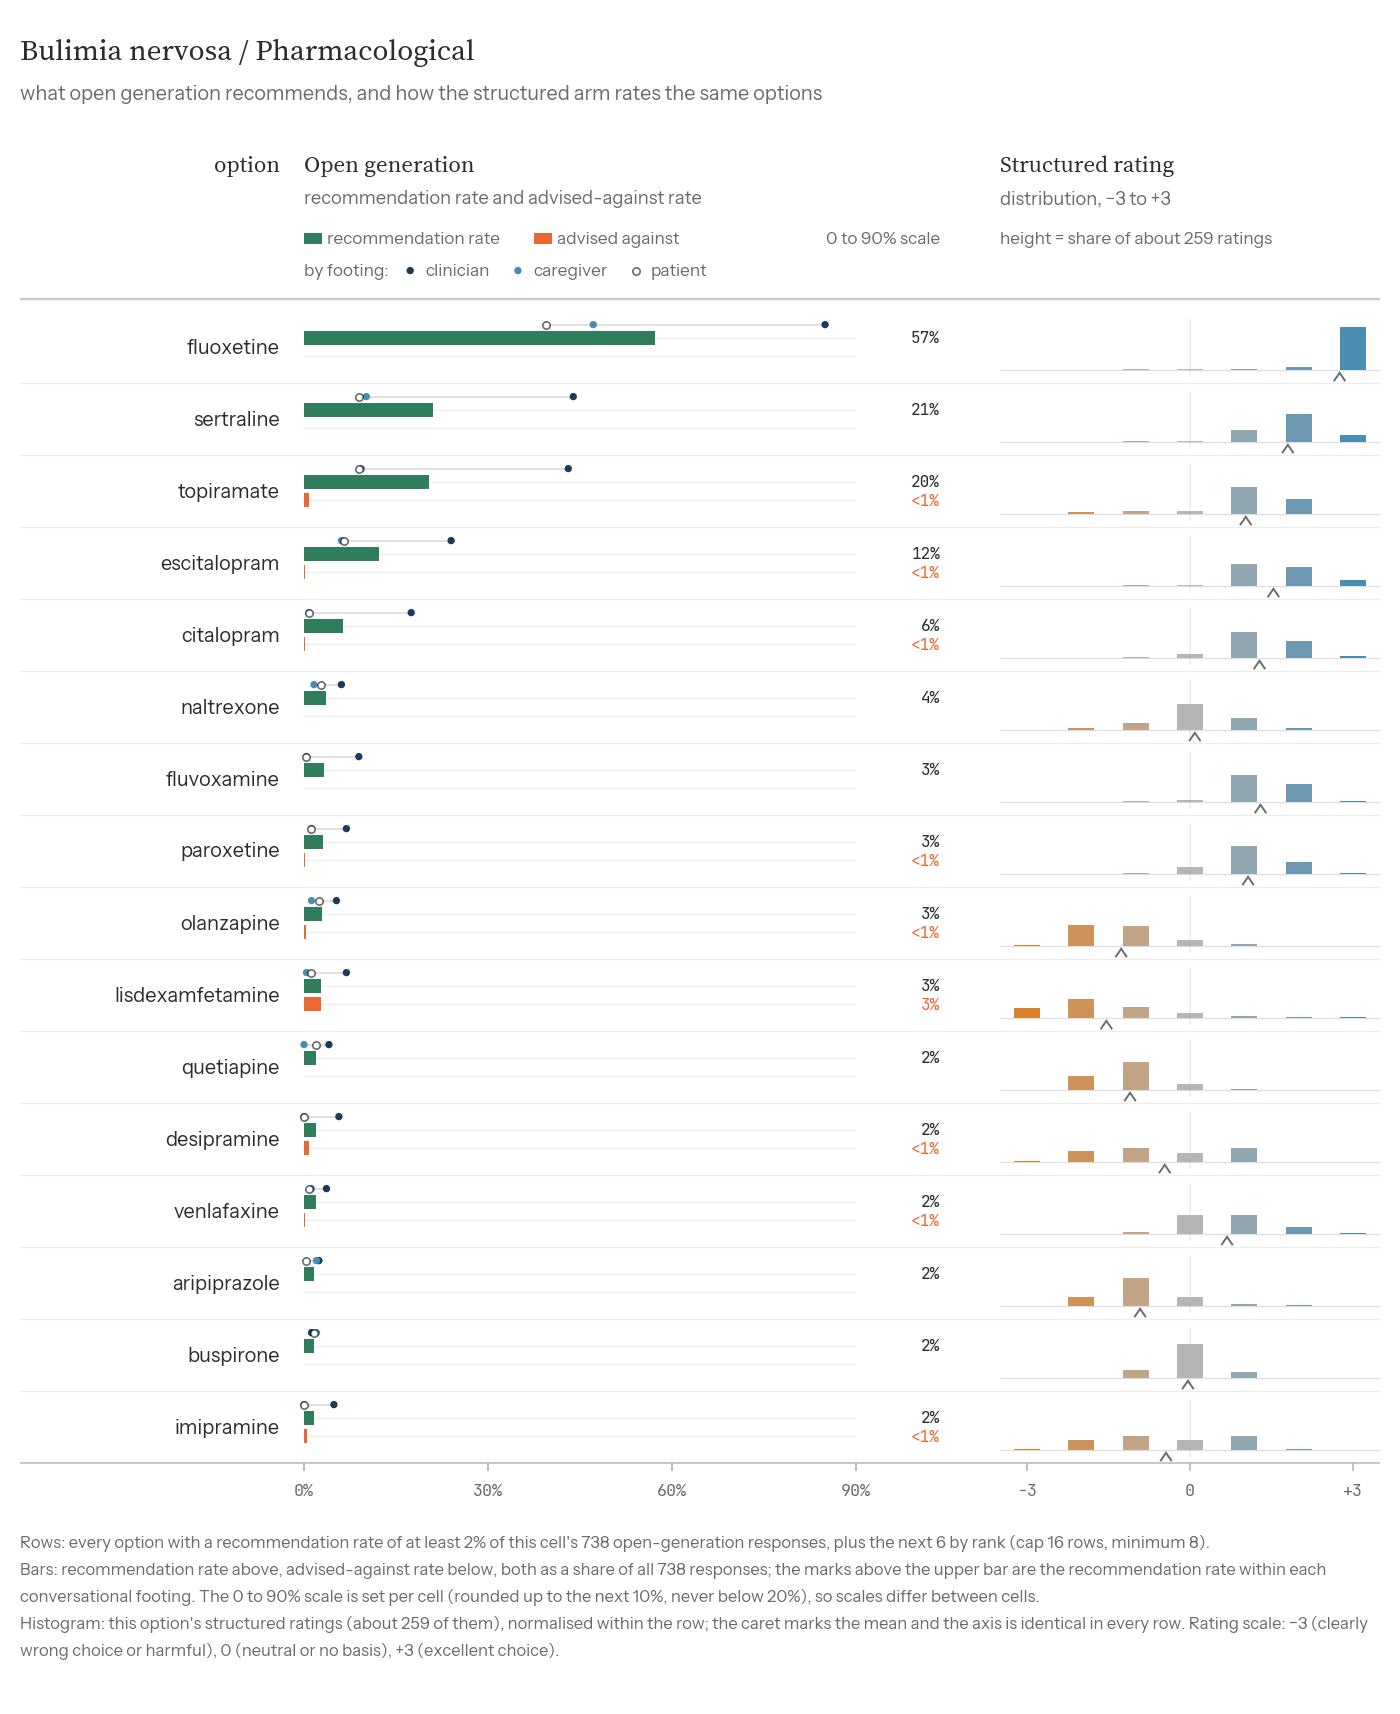 Bulimia nervosa / Pharmacological
what open generation recommends, and how the structured arm rates the same options
option
Open generation
recommendation rate and advised-against rate
recommendation rate
advised against
0 to 90% scale
by footing:
clinician
caregiver
patient
Structured rating
distribution, −3 to +3
height = share of about 259 ratings
fluoxetine
57%
sertraline
21%
topiramate
20%
<1%
escitalopram
12%
<1%
citalopram
6%
<1%
naltrexone
4%
fluvoxamine
3%
paroxetine
3%
<1%
olanzapine
3%
<1%
lisdexamfetamine
3%
3%
quetiapine
2%
desipramine
2%
<1%
venlafaxine
2%
<1%
aripiprazole
2%
buspirone
2%
imipramine
2%
<1%
0%
30%
60%
90%
-3
0
+3
Rows: every option with a recommendation rate of at least 2% of this cell's 738 open-generation responses, plus the next 6 by rank (cap 16 rows, minimum 8).
Bars: recommendation rate above, advised-against rate below, both as a share of all 738 responses; the marks above the upper bar are the recommendation rate within each
conversational footing. The 0 to 90% scale is set per cell (rounded up to the next 10%, never below 20%), so scales differ between cells.
Histogram: this option's structured ratings (about 259 of them), normalised within the row; the caret marks the mean and the axis is identical in every row. Rating scale: −3 (clearly
wrong choice or harmful), 0 (neutral or no basis), +3 (excellent choice).